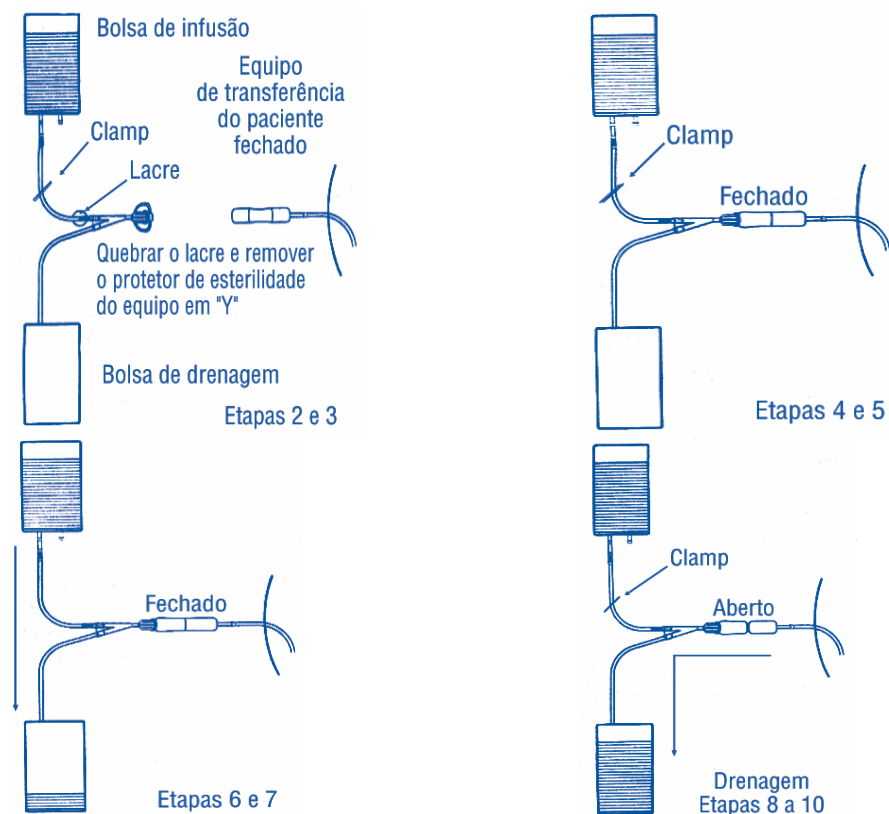 Bolsa de infusão
Equipo
de transferência
do paciente
fechado
Clamp
Lacre
Quebrar o lacre e remover
o protetor de esterilidade
do equipo em "Y"
Bolsa de drenagem
Etapas 2 e 3
Clamp
Fechado
Etapas 4 e 5
Fechado
Etapas 6 e 7
Clamp
Aberto
Drenagem
Etapas 8 a 10